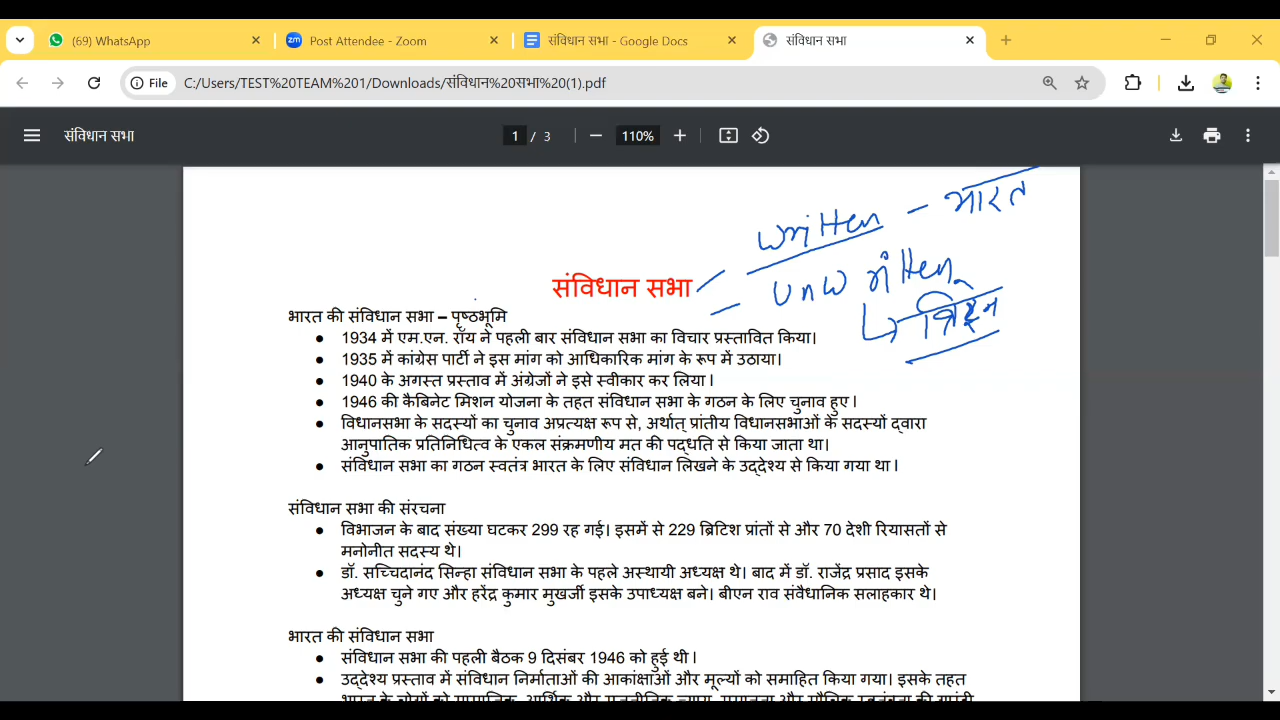 (69) WhatsApp
Post Attendee - Zoom
संविधान सभा - Google Docs
संविधान सभा
File
C:/Users/TEST%20TEAM%201/Downloads/संविधान%20सभा%20(1).pdf
संविधान सभा
1 / 3
110%
written - भारत
unwritten
ब्रिटेन
संविधान सभा
भारत की संविधान सभा – पृष्ठभूमि
● 1934 में एम.एन. रॉय ने पहली बार संविधान सभा का विचार प्रस्तावित किया।
● 1935 में कांग्रेस पार्टी ने इस मांग को आधिकारिक मांग के रूप में उठाया।
● 1940 के अगस्त प्रस्ताव में अंग्रेजों ने इसे स्वीकार कर लिया।
● 1946 की कैबिनेट मिशन योजना के तहत संविधान सभा के गठन के लिए चुनाव हुए।
● विधानसभा के सदस्यों का चुनाव अप्रत्यक्ष रूप से, अर्थात् प्रांतीय विधानसभाओं के सदस्यों द्वारा
आनुपातिक प्रतिनिधित्व के एकल संक्रमणीय मत की पद्धति से किया जाता था।
● संविधान सभा का गठन स्वतंत्र भारत के लिए संविधान लिखने के उद्देश्य से किया गया था।
संविधान सभा की संरचना
● विभाजन के बाद संख्या घटकर 299 रह गई। इसमें से 229 ब्रिटिश प्रांतों से और 70 देशी रियासतों से
मनोनीत सदस्य थे।
● डॉ. सच्चिदानंद सिन्हा संविधान सभा के पहले अस्थायी अध्यक्ष थे। बाद में डॉ. राजेंद्र प्रसाद इसके
अध्यक्ष चुने गए और हरेंद्र कुमार मुखर्जी इसके उपाध्यक्ष बने। बीएन राव संवैधानिक सलाहकार थे।
भारत की संविधान सभा
● संविधान सभा की पहली बैठक 9 दिसंबर 1946 को हुई थी।
● उद्देश्य प्रस्ताव में संविधान निर्माताओं की आकांक्षाओं और मूल्यों को समाहित किया गया। इसके तहत